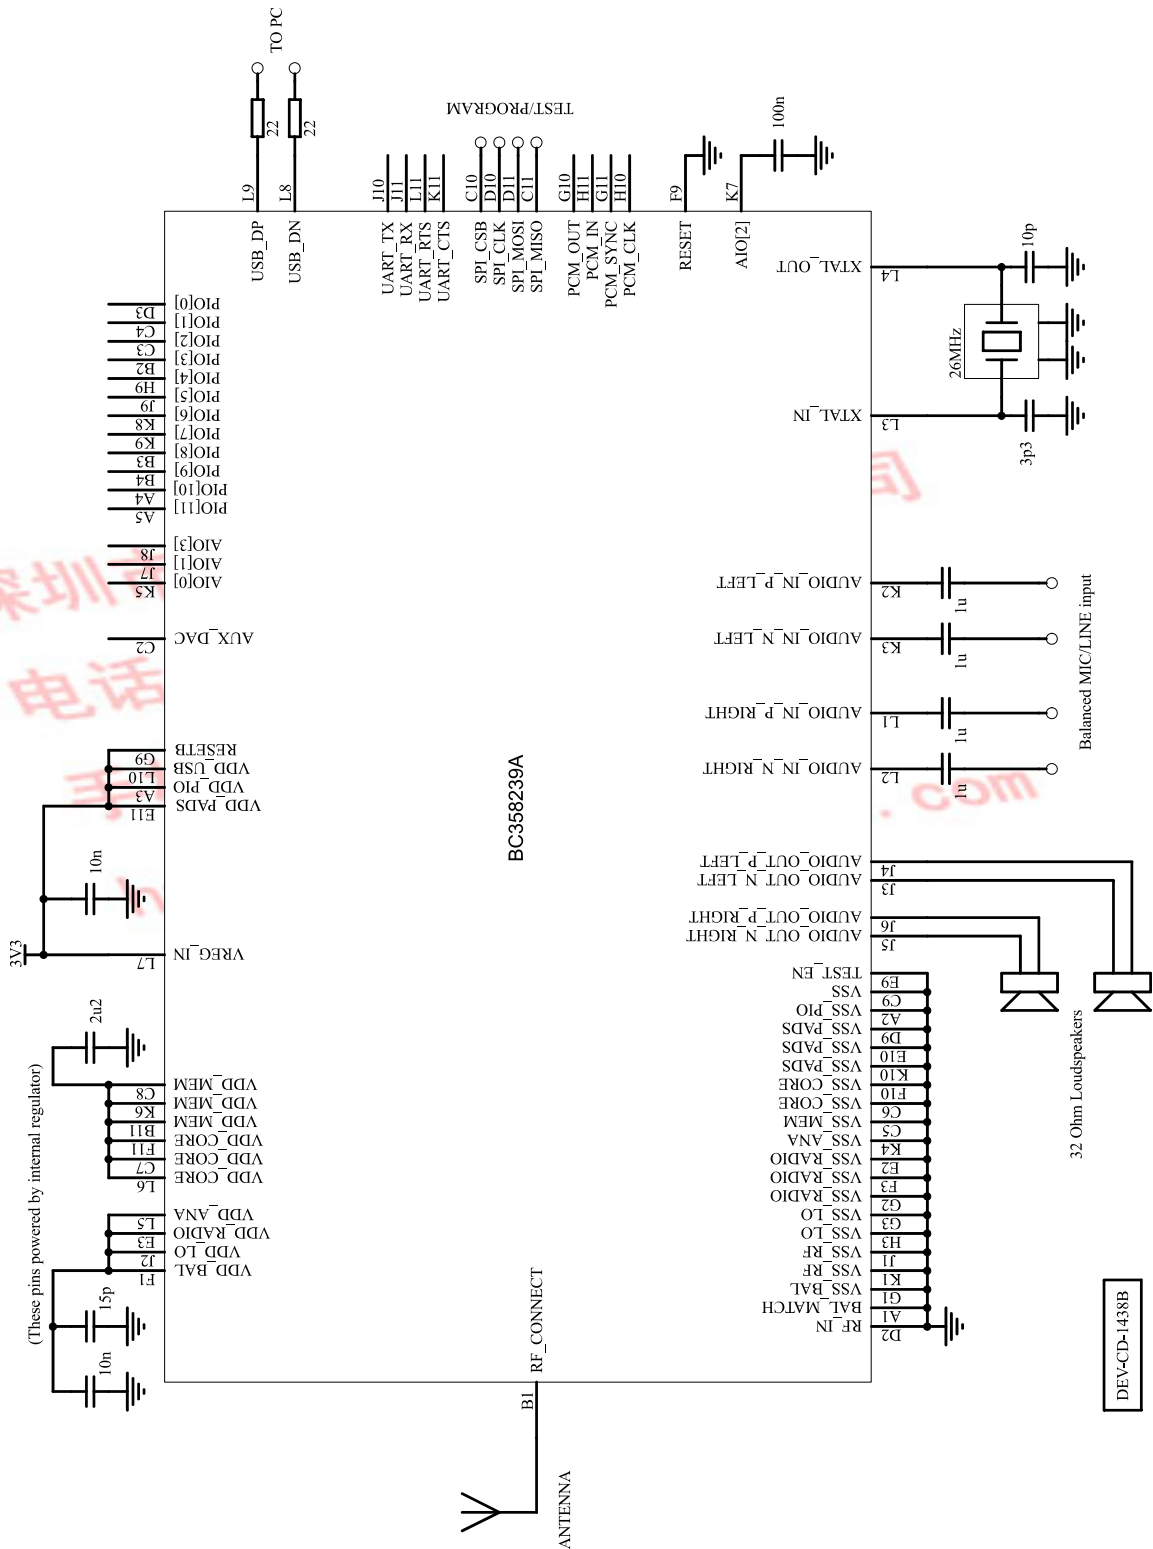 TO PC
22
22
L9
L8
USB_DP
USB_DN
TEST/PROGRAM
J10
J11
L11
K11
UART_TX
UART_RX
UART_RTS
UART_CTS
C10
D10
D11
C11
SPI_CSB
SPI_CLK
SPI_MOSI
SPI_MISO
G10
H11
G11
H10
PCM_OUT
PCM_IN
PCM_SYNC
PCM_CLK
F9
RESET
K7
AIO[2]
100n
PIO[0]
D3
PIO[1]
C4
PIO[2]
C3
PIO[3]
B2
PIO[4]
H9
PIO[5]
J9
PIO[6]
K8
PIO[7]
K9
PIO[8]
B3
PIO[9]
B4
PIO[10]
A4
PIO[11]
A5
AIO[3]
J8
AIO[1]
J7
AIO[0]
K5
AUX_DAC
C2
RESETB
G9
VDD_USB
L10
VDD_PIO
A3
VDD_PADS
E11
10n
3V3
VREG_IN
L7
2u2
(These pins powered by internal regulator)
VDD_MEM
C8
VDD_MEM
K6
VDD_MEM
B11
VDD_CORE
F11
VDD_CORE
C7
VDD_CORE
L6
VDD_ANA
L5
VDD_RADIO
E3
VDD_LO
J2
VDD_BAL
F1
15p
10n
BC358239A
XTAL_OUT
L4
10p
26MHz
XTAL_IN
L3
3p3
AUDIO_IN_P_LEFT
K2
1u
AUDIO_IN_N_LEFT
K3
1u
AUDIO_IN_P_RIGHT
L1
1u
AUDIO_IN_N_RIGHT
L2
1u
Balanced MIC/LINE input
AUDIO_OUT_P_LEFT
J4
AUDIO_OUT_N_LEFT
J3
AUDIO_OUT_P_RIGHT
J6
AUDIO_OUT_N_RIGHT
J5
32 Ohm Loudspeakers
TEST_EN
E9
VSS
C9
VSS_PIO
A2
VSS_PADS
D9
VSS_PADS
E10
VSS_PADS
K10
VSS_CORE
F10
VSS_CORE
C6
VSS_MEM
C5
VSS_ANA
K4
VSS_RADIO
E2
VSS_RADIO
F3
VSS_RADIO
G2
VSS_LO
G3
VSS_LO
H3
VSS_RF
J1
VSS_RF
K1
VSS_BAL
G1
BAL_MATCH
A1
RF_IN
D2
RF_CONNECT
B1
ANTENNA
DEV-CD-1438B
深圳市
司
电话
手
. com